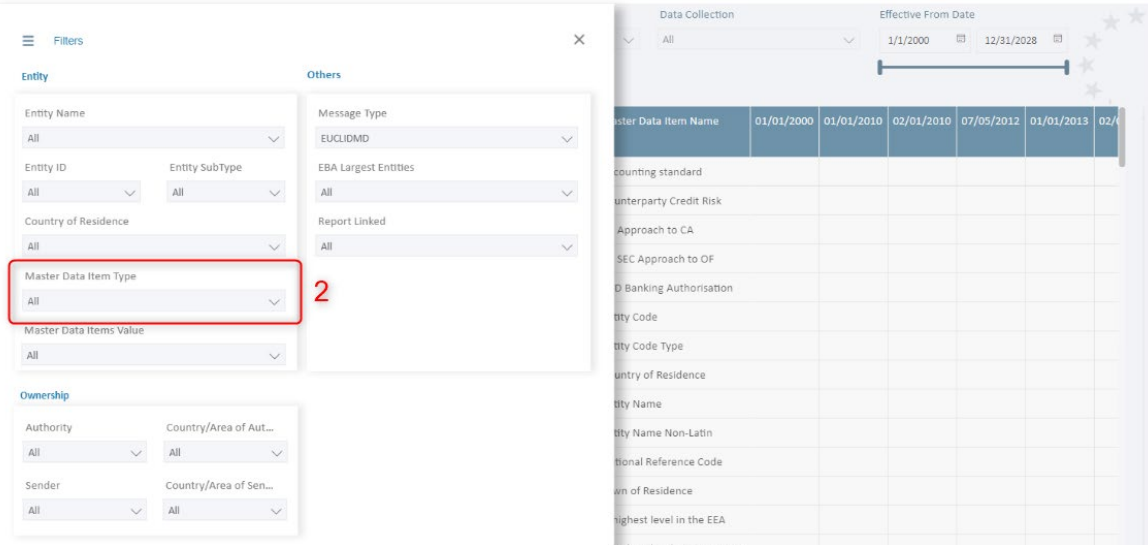 Filters
Entity
Entity Name
All
Entity ID
Entity SubType
All
All
Country of Residence
All
Master Data Item Type
All
2
Master Data Items Value
All
Ownership
Authority
Country/Area of Aut...
All
All
Sender
Country/Area of Sen...
All
All
Others
Message Type
EUCLIDMD
EBA Largest Entities
All
Report Linked
All
Data Collection
All
Effective From Date
1/1/2000
12/31/2028
aster Data Item Name 01/01/2000 01/01/2010 02/01/2010 07/05/2012 01/01/2013 02/0
counting standard
unterparty Credit Risk
Approach to CA
SEC Approach to OF
D Banking Authorisation
tity Code
tity Code Type
untry of Residence
tity Name
tity Name Non-Latin
tional Reference Code
wn of Residence
highest level in the EEA